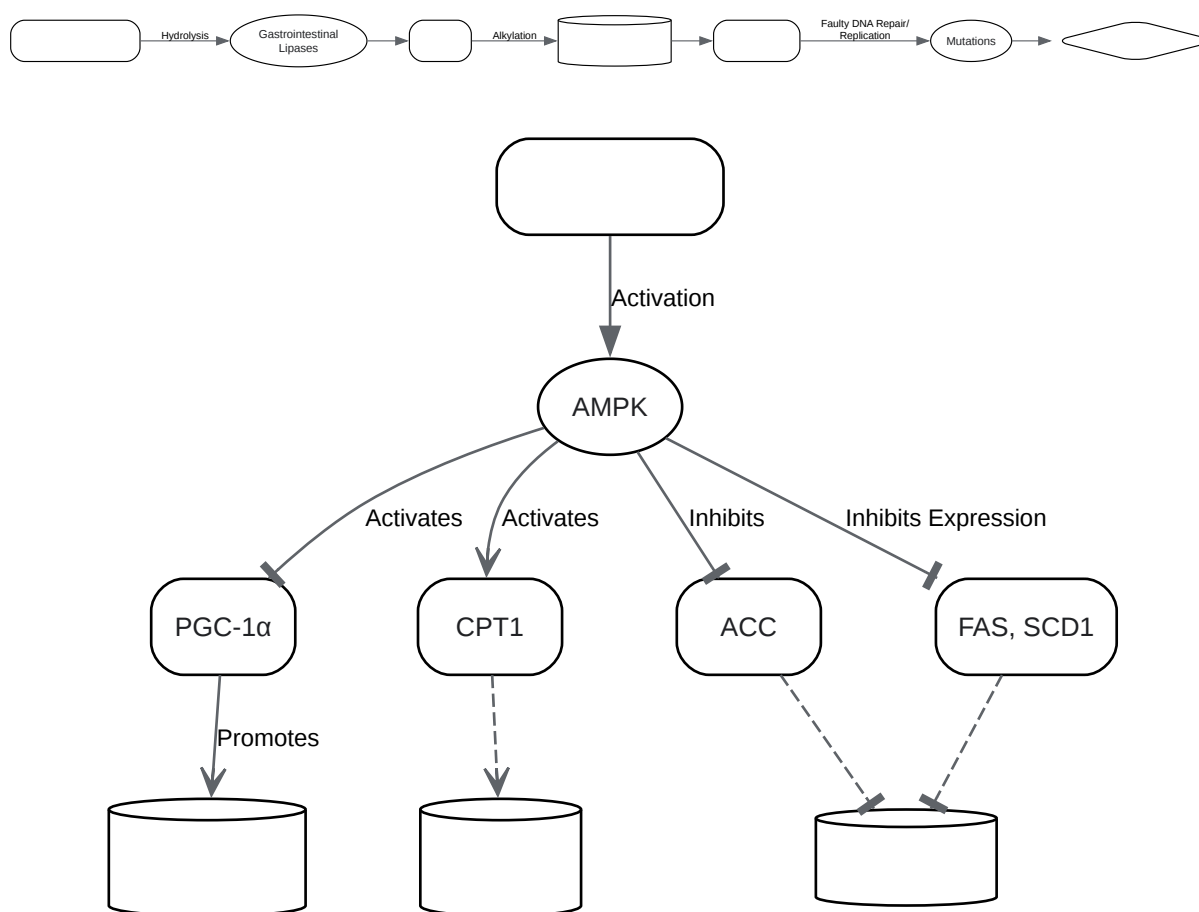 Hydrolysis
Gastrointestinal
Lipases
Alkylation
Faulty DNA Repair/
Replication
Mutations
Activation
AMPK
Activates
Activates
Inhibits
Inhibits Expression
PGC-1α
CPT1
ACC
FAS, SCD1
Promotes